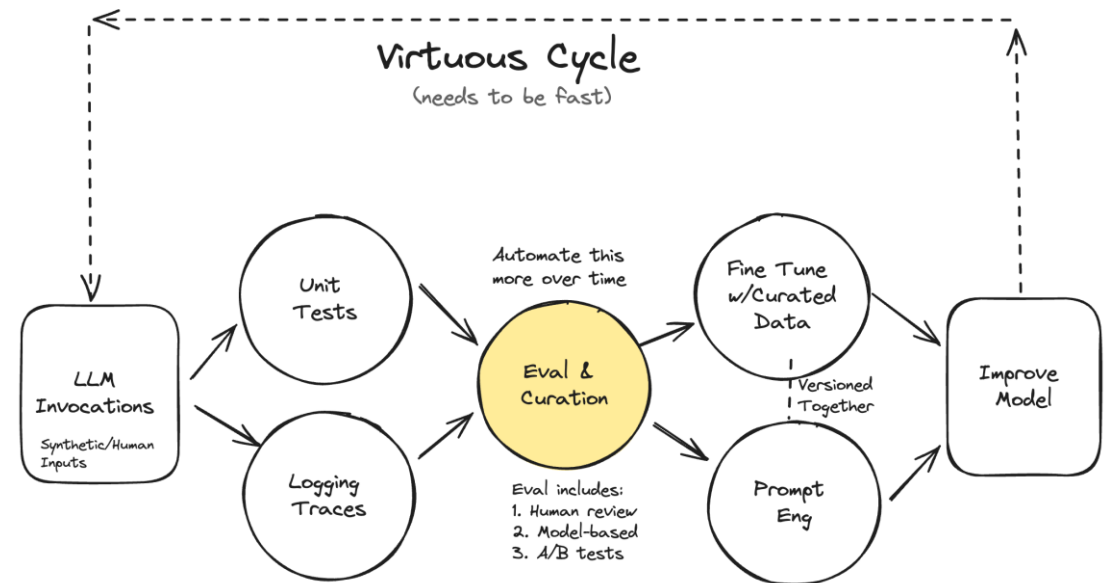 Virtuous Cycle
(needs to be fast)
Unit
Tests
Automate this
more over time
Fine Tune
w/Curated
Data
LLM
Invocations
Synthetic/Human
Inputs
Eval &
Curation
Versioned
Together
Improve
Model
Logging
Traces
Eval includes:
1. Human review
2. Model-based
3. A/B tests
Prompt
Eng